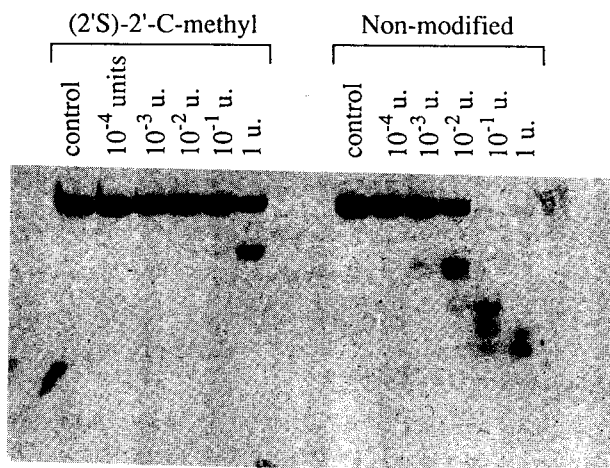 (2'S)-2'-C-methyl
Non-modified
control
10⁻⁴ units
10⁻³ u.
10⁻² u.
10⁻¹ u.
1 u.
control
10⁻⁴ u.
10⁻³ u.
10⁻² u.
10⁻¹ u.
1 u.